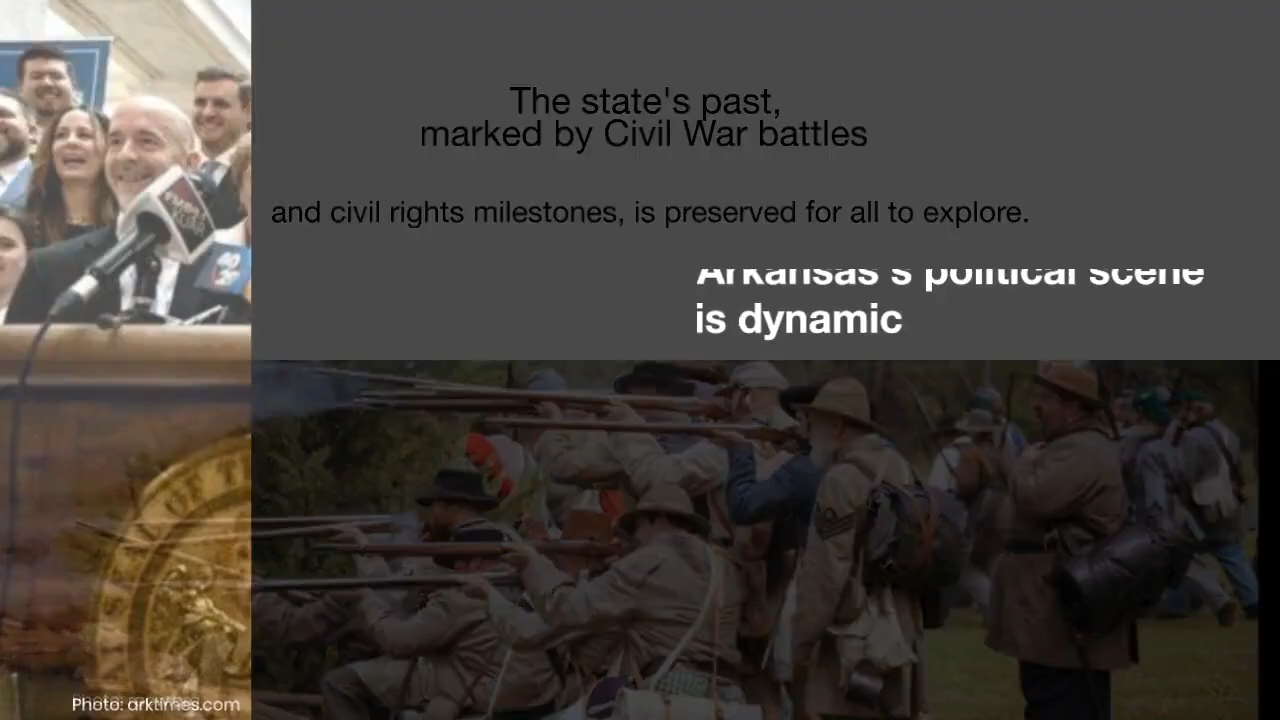 The state's past,
marked by Civil War battles
and civil rights milestones, is preserved for all to explore.
Arkansas's political scene
is dynamic
Photo: arktimes.com